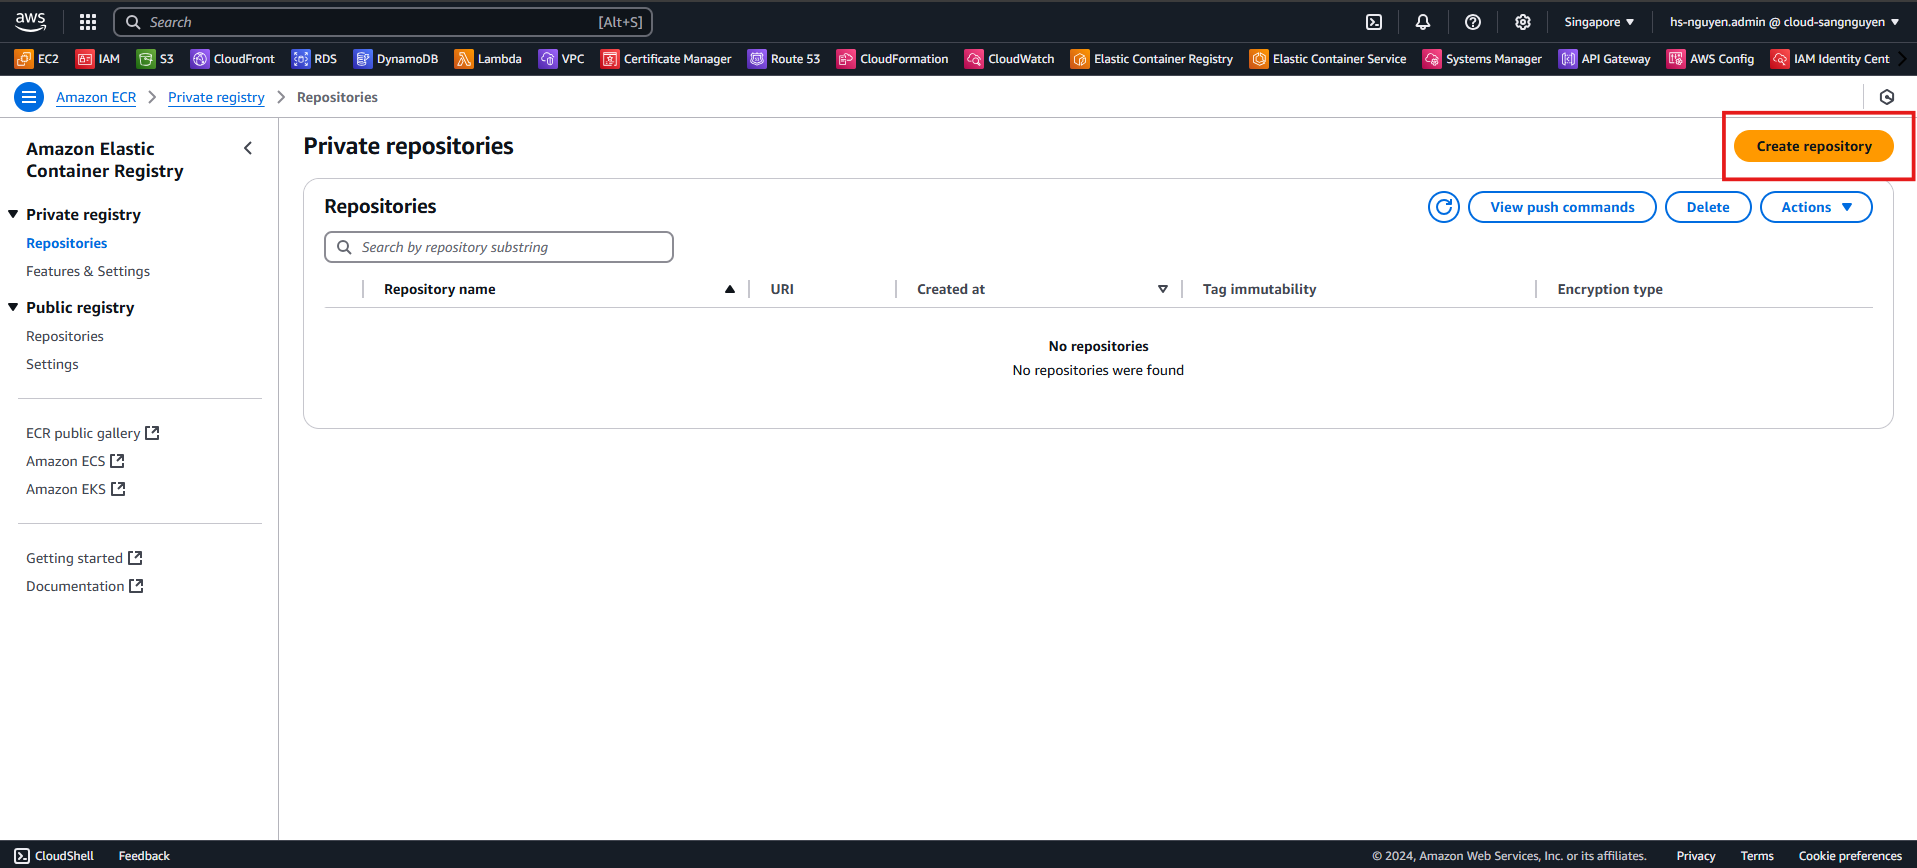 aws Search [Alt+S] Singapore hs-nguyen.admin @ cloud-sangnguyen
EC2 IAM S3 CloudFront RDS DynamoDB Lambda VPC Certificate Manager Route 53 CloudFormation CloudWatch Elastic Container Registry Elastic Container Service Systems Manager API Gateway AWS Config IAM Identity Cent
Amazon ECR Private registry Repositories
Amazon Elastic
Container Registry
Private registry
Repositories
Features & Settings
Public registry
Repositories
Settings
ECR public gallery
Amazon ECS
Amazon EKS
Getting started
Documentation
Private repositories
Create repository
Repositories
View push commands Delete Actions
Search by repository substring
Repository name URI Created at Tag immutability Encryption type
No repositories
No repositories were found
CloudShell Feedback © 2024, Amazon Web Services, Inc. or its affiliates. Privacy Terms Cookie preferences